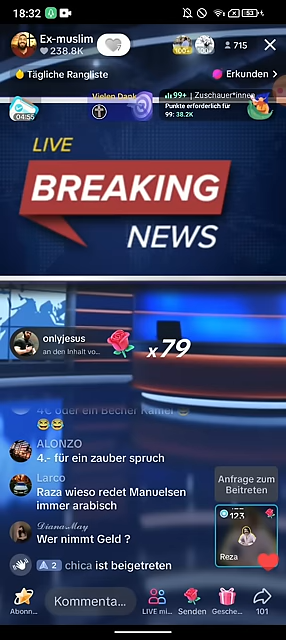 18:32
Ex-muslim
238.8K
715
Tägliche Rangliste
Erkunden >
Vielen Dank
99+ | Zuschauer*innen
04:55
Punkte erforderlich für
99: 38.2K
LIVE
BREAKING
NEWS
onlyjesus
an den Inhalt vo...
x79
4€ oder ein Becher Kamel
ALONZO
4.- für ein zauber spruch
Larco
Raza wieso redet Manuelsen
immer arabisch
Anfrage zum
Beitreten
DianaMay
Wer nimmt Geld ?
123
Reza
2 chica ist beigetreten
Kommenta...
Abonn...
LIVE mi...
Senden
Gesche...
101